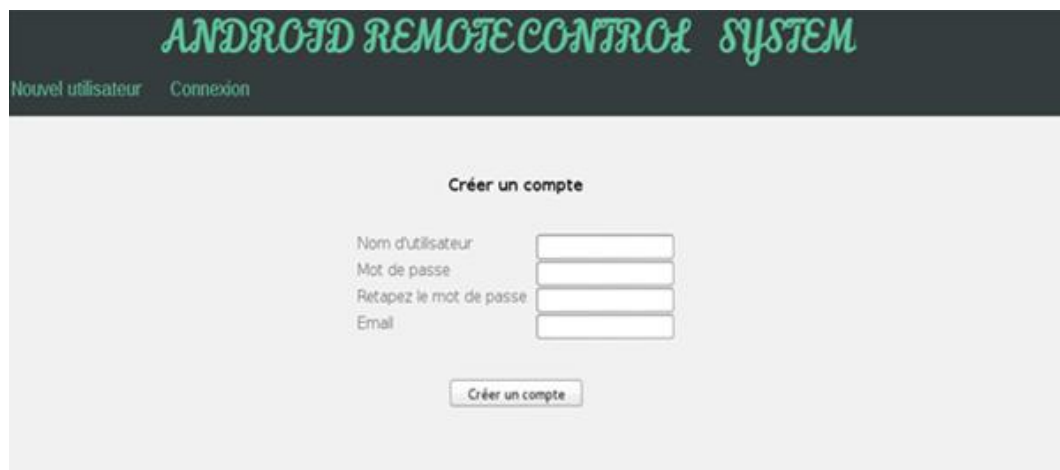 ANDROID REMOTE CONTROL SYSTEM
Nouvel utilisateur Connexion
Créer un compte
Nom d'utilisateur
Mot de passe
Retapez le mot de passe
Email
Créer un compte